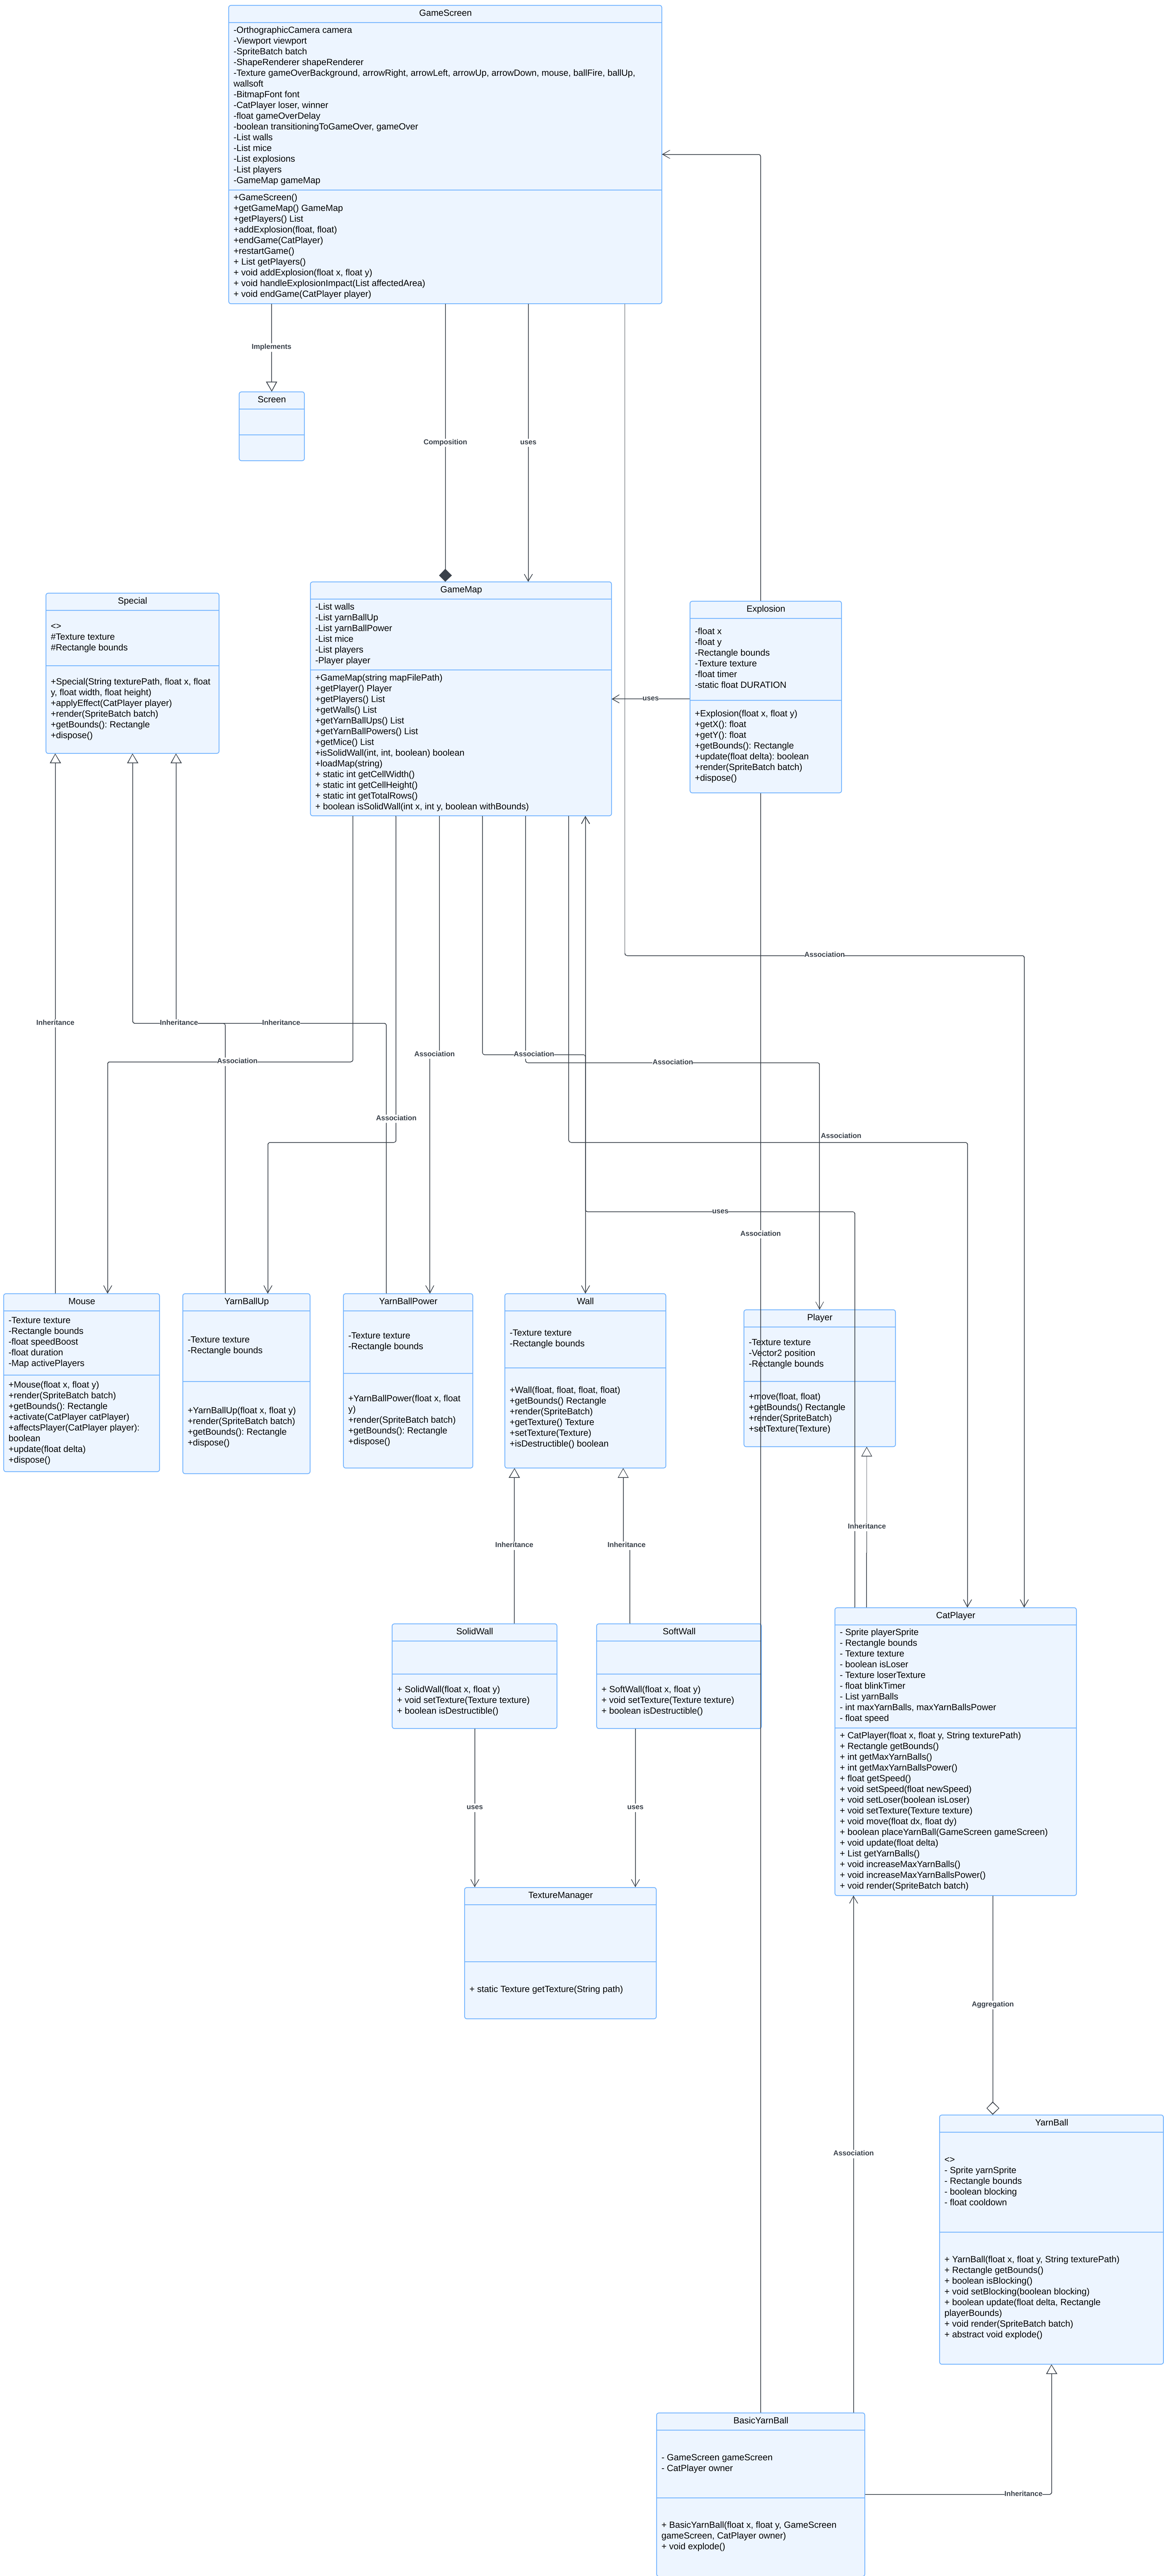 GameScreen
-OrthographicCamera camera
-Viewport viewport
-SpriteBatch batch
-ShapeRenderer shapeRenderer
-Texture gameOverBackground, arrowRight, arrowLeft, arrowUp, arrowDown, mouse, ballFire, ballUp,
wallsoft
-BitmapFont font
-CatPlayer loser, winner
-float gameOverDelay
-boolean transitioningToGameOver, gameOver
-List walls
-List mice
-List explosions
-List players
-GameMap gameMap
+GameScreen()
+getGameMap() GameMap
+getPlayers() List
+addExplosion(float, float)
+endGame(CatPlayer)
+restartGame()
+ List getPlayers()
+ void addExplosion(float x, float y)
+ void handleExplosionImpact(List affectedArea)
+ void endGame(CatPlayer player)
Implements
Screen
Composition
uses
Special
<>
#Texture texture
#Rectangle bounds
+Special(String texturePath, float x, float
y, float width, float height)
+applyEffect(CatPlayer player)
+render(SpriteBatch batch)
+getBounds(): Rectangle
+dispose()
GameMap
-List walls
-List yarnBallUp
-List yarnBallPower
-List mice
-List players
-Player player
+GameMap(string mapFilePath)
+getPlayer() Player
+getPlayers() List
+getWalls() List
+getYarnBallUps() List
+getYarnBallPowers() List
+getMice() List
+isSolidWall(int, int, boolean) boolean
+loadMap(string)
+ static int getCellWidth()
+ static int getCellHeight()
+ static int getTotalRows()
+ boolean isSolidWall(int x, int y, boolean withBounds)
uses
Explosion
-float x
-float y
-Rectangle bounds
-Texture texture
-float timer
-static float DURATION
+Explosion(float x, float y)
+getX(): float
+getY(): float
+getBounds(): Rectangle
+update(float delta): boolean
+render(SpriteBatch batch)
+dispose()
Association
Inheritance
Inheritance
Inheritance
Association
Association
Association
Association
Association
Association
uses
Association
Mouse
-Texture texture
-Rectangle bounds
-float speedBoost
-float duration
-Map activePlayers
+Mouse(float x, float y)
+render(SpriteBatch batch)
+getBounds(): Rectangle
+activate(CatPlayer catPlayer)
+affectsPlayer(CatPlayer player):
boolean
+update(float delta)
+dispose()
YarnBallUp
-Texture texture
-Rectangle bounds
+YarnBallUp(float x, float y)
+render(SpriteBatch batch)
+getBounds(): Rectangle
+dispose()
YarnBallPower
-Texture texture
-Rectangle bounds
+YarnBallPower(float x, float
y)
+render(SpriteBatch batch)
+getBounds(): Rectangle
+dispose()
Wall
-Texture texture
-Rectangle bounds
+Wall(float, float, float, float)
+getBounds() Rectangle
+render(SpriteBatch)
+getTexture() Texture
+setTexture(Texture)
+isDestructible() boolean
Player
-Texture texture
-Vector2 position
-Rectangle bounds
+move(float, float)
+getBounds() Rectangle
+render(SpriteBatch)
+setTexture(Texture)
Inheritance
Inheritance
Inheritance
SolidWall
+ SolidWall(float x, float y)
+ void setTexture(Texture texture)
+ boolean isDestructible()
SoftWall
+ SoftWall(float x, float y)
+ void setTexture(Texture texture)
+ boolean isDestructible()
CatPlayer
- Sprite playerSprite
- Rectangle bounds
- Texture texture
- boolean isLoser
- Texture loserTexture
- float blinkTimer
- List yarnBalls
- int maxYarnBalls, maxYarnBallsPower
- float speed
+ CatPlayer(float x, float y, String texturePath)
+ Rectangle getBounds()
+ int getMaxYarnBalls()
+ int getMaxYarnBallsPower()
+ float getSpeed()
+ void setSpeed(float newSpeed)
+ void setLoser(boolean isLoser)
+ void setTexture(Texture texture)
+ void move(float dx, float dy)
+ boolean placeYarnBall(GameScreen gameScreen)
+ void update(float delta)
+ List getYarnBalls()
+ void increaseMaxYarnBalls()
+ void increaseMaxYarnBallsPower()
+ void render(SpriteBatch batch)
uses
uses
TextureManager
+ static Texture getTexture(String path)
Aggregation
Association
YarnBall
<>
- Sprite yarnSprite
- Rectangle bounds
- boolean blocking
- float cooldown
+ YarnBall(float x, float y, String texturePath)
+ Rectangle getBounds()
+ boolean isBlocking()
+ void setBlocking(boolean blocking)
+ boolean update(float delta, Rectangle
playerBounds)
+ void render(SpriteBatch batch)
+ abstract void explode()
BasicYarnBall
- GameScreen gameScreen
- CatPlayer owner
+ BasicYarnBall(float x, float y, GameScreen
gameScreen, CatPlayer owner)
+ void explode()
Inheritance